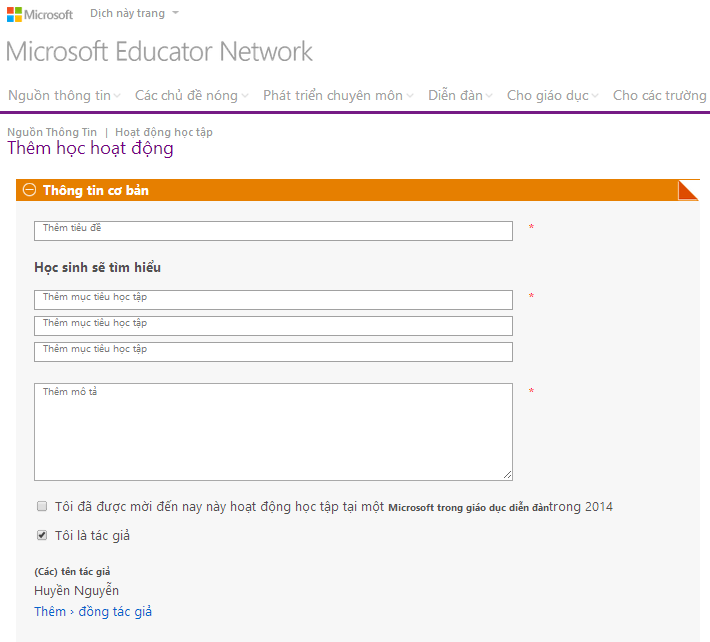 Microsoft Dịch này trang
Microsoft Educator Network
Nguồn thông tin Các chủ đề nóng Phát triển chuyên môn Diễn đàn Cho giáo dục Cho các trường
Nguồn Thông Tin | Hoạt động học tập
Thêm học hoạt động
Thông tin cơ bản
Thêm tiêu đề *
Học sinh sẽ tìm hiểu
Thêm mục tiêu học tập *
Thêm mục tiêu học tập
Thêm mục tiêu học tập
Thêm mô tả *
Tôi đã được mời đến nay này hoạt động học tập tại một Microsoft trong giáo dục diễn đàntrong 2014
Tôi là tác giả
(Các) tên tác giả
Huyền Nguyễn
Thêm › đồng tác giả